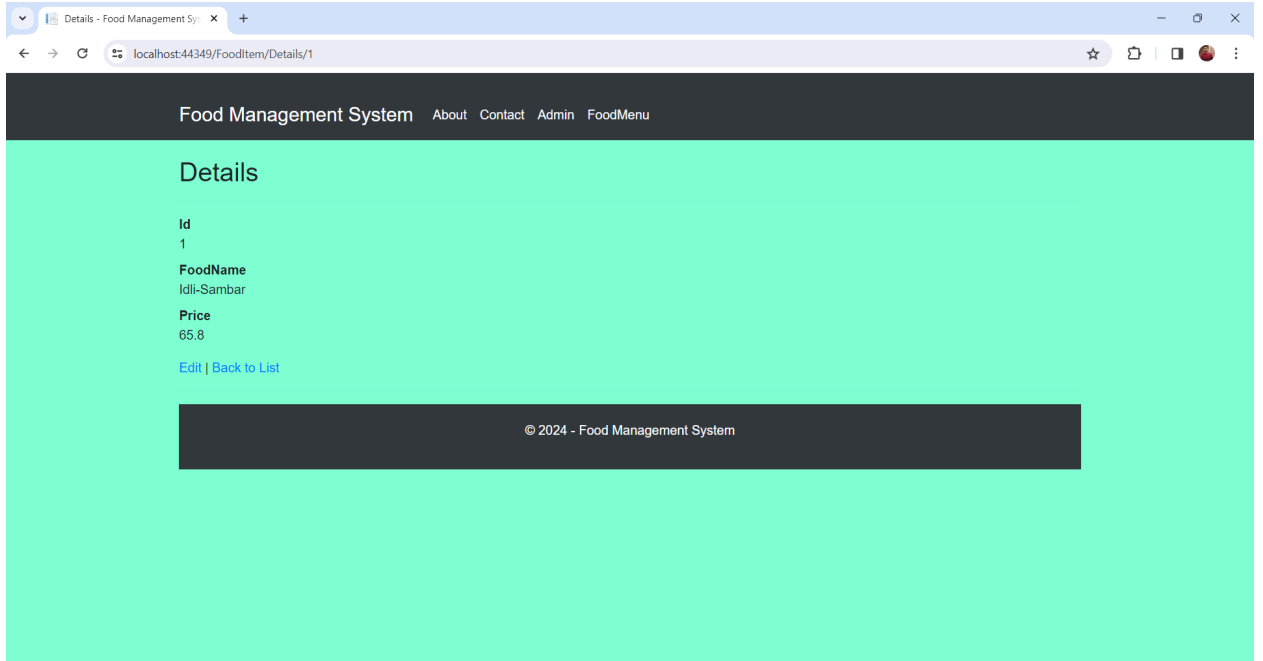 Details - Food Management Sy
localhost:44349/FoodItem/Details/1
Food Management System About Contact Admin FoodMenu
Details
Id
1
FoodName
Idli-Sambar
Price
65.8
Edit | Back to List
© 2024 - Food Management System